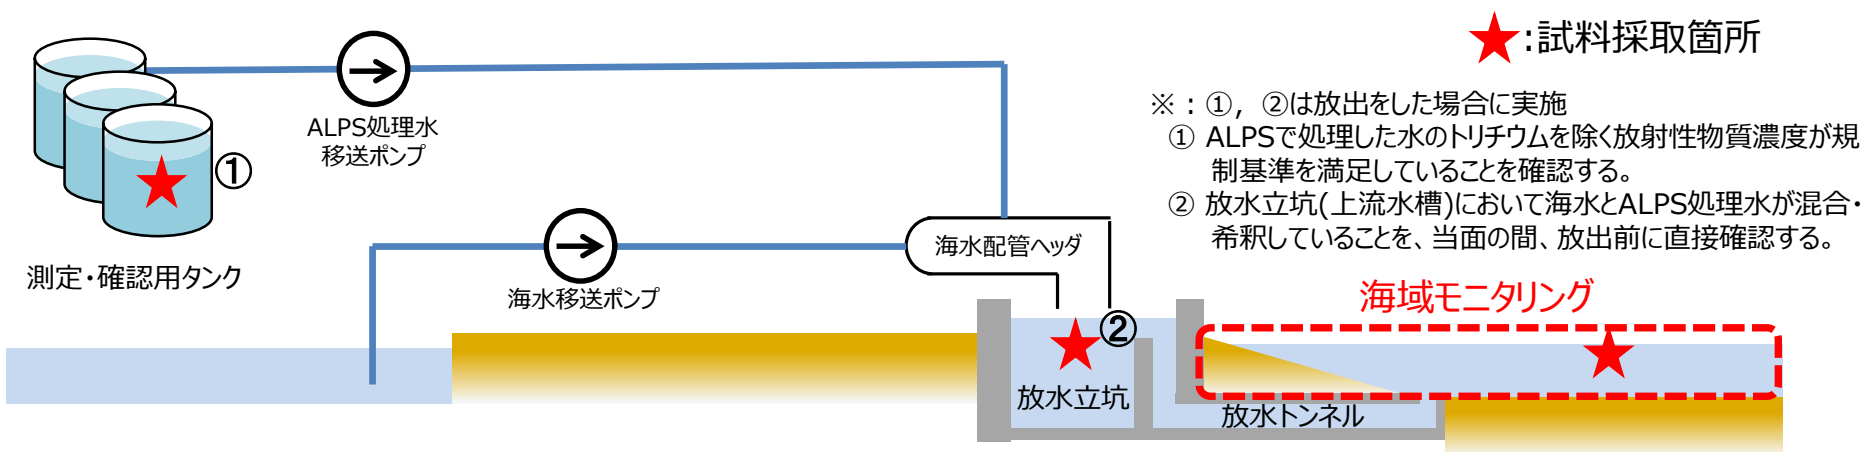 ★:試料採取箇所
※:①，②は放出をした場合に実施
① ALPSで処理した水のトリチウムを除く放射性物質濃度が規
制基準を満足していることを確認する。
② 放水立坑(上流水槽)において海水とALPS処理水が混合・
希釈していることを、当面の間、放出前に直接確認する。
ALPS処理水
移送ポンプ
①
測定・確認用タンク
海水配管ヘッダ
海水移送ポンプ
海域モニタリング
②
放水立坑
放水トンネル